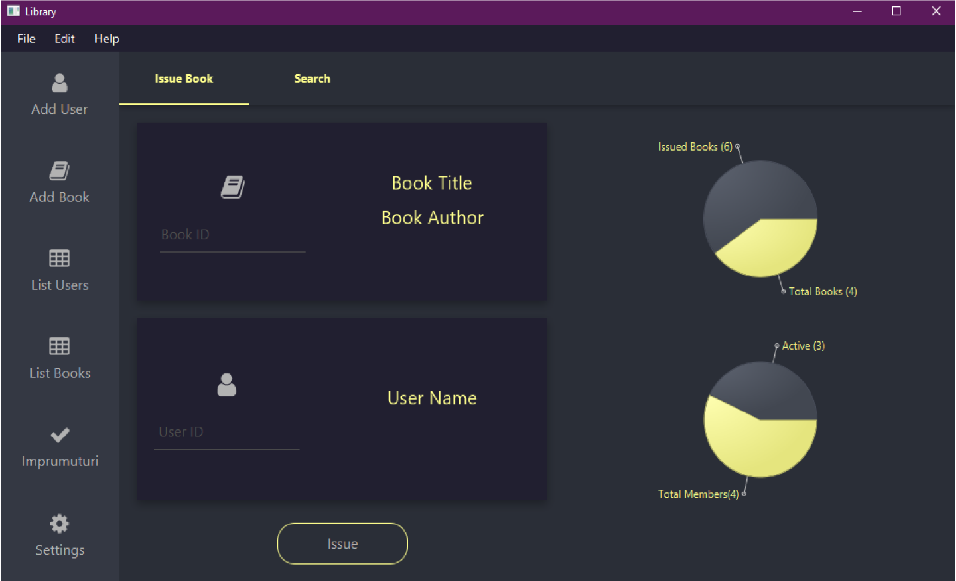 Library
File Edit Help
Add User
Add Book
List Users
List Books
Imprumuturi
Settings
Issue Book Search
Book ID
Book Title
Book Author
User ID
User Name
Issue
Issued Books (6)
Total Books (4)
Active (3)
Total Members(4)